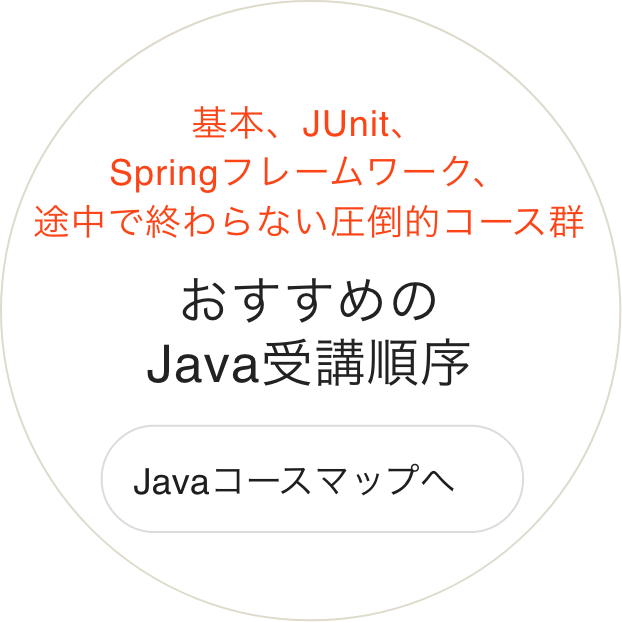 基本、JUnit、
Springフレームワーク、
途中で終わらない圧倒的コース群
おすすめの
Java受講順序
Javaコースマップへ